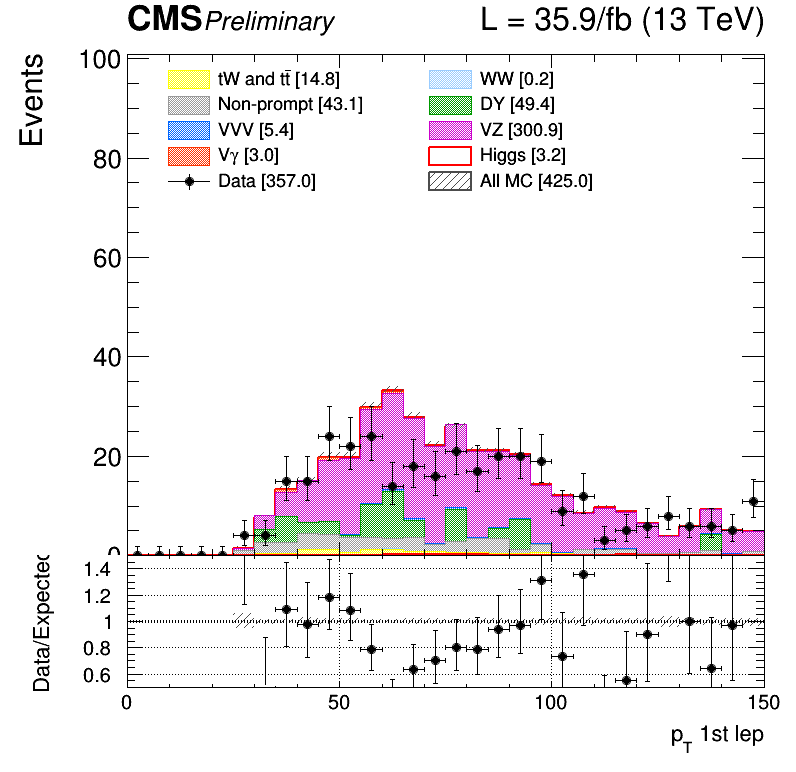 CMS Preliminary L = 35.9/fb (13 TeV)
Events
100
80
60
40
20
0
tW and tt̄ [14.8]
Non-prompt [43.1]
VVV [5.4]
Vγ [3.0]
Data [357.0]
WW [0.2]
DY [49.4]
VZ [300.9]
Higgs [3.2]
All MC [425.0]
Data/Expected
1.4
1.2
1
0.8
0.6
0 50 100 150
p_T 1st lep